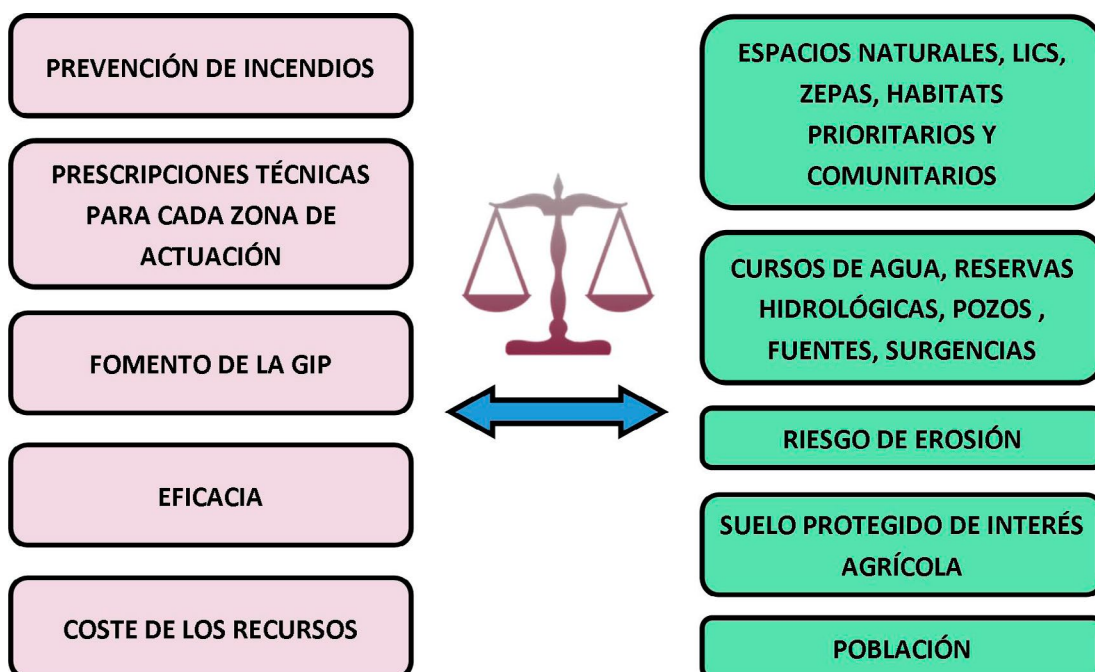 PREVENCIÓN DE INCENDIOS
PRESCRIPCIONES TÉCNICAS
PARA CADA ZONA DE
ACTUACIÓN
FOMENTO DE LA GIP
EFICACIA
COSTE DE LOS RECURSOS
ESPACIOS NATURALES, LICS,
ZEPAS, HABITATS
PRIORITARIOS Y
COMUNITARIOS
CURSOS DE AGUA, RESERVAS
HIDROLÓGICAS, POZOS ,
FUENTES, SURGENCIAS
RIESGO DE EROSIÓN
SUELO PROTEGIDO DE INTERÉS
AGRÍCOLA
POBLACIÓN